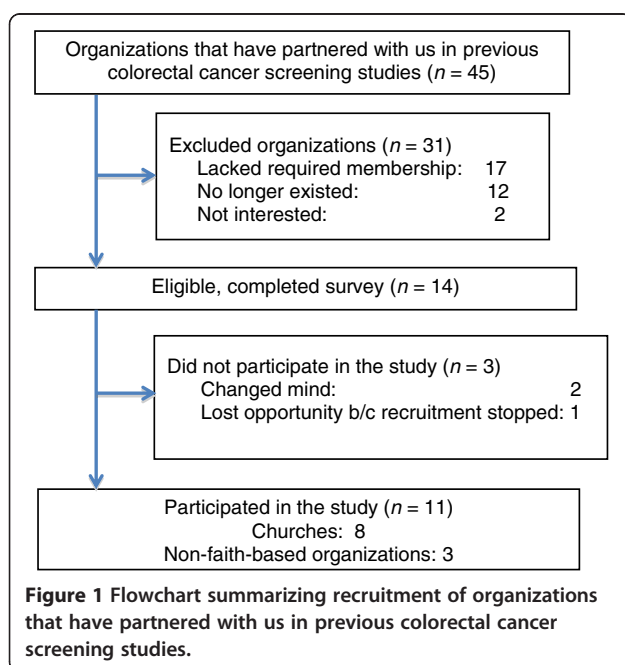 Organizations that have partnered with us in previous
colorectal cancer screening studies (n = 45)
Excluded organizations (n = 31)
Lacked required membership: 17
No longer existed: 12
Not interested: 2
Eligible, completed survey (n = 14)
Did not participate in the study (n = 3)
Changed mind: 2
Lost opportunity b/c recruitment stopped: 1
Participated in the study (n = 11)
Churches: 8
Non-faith-based organizations: 3
Figure 1 Flowchart summarizing recruitment of organizations
that have partnered with us in previous colorectal cancer
screening studies.